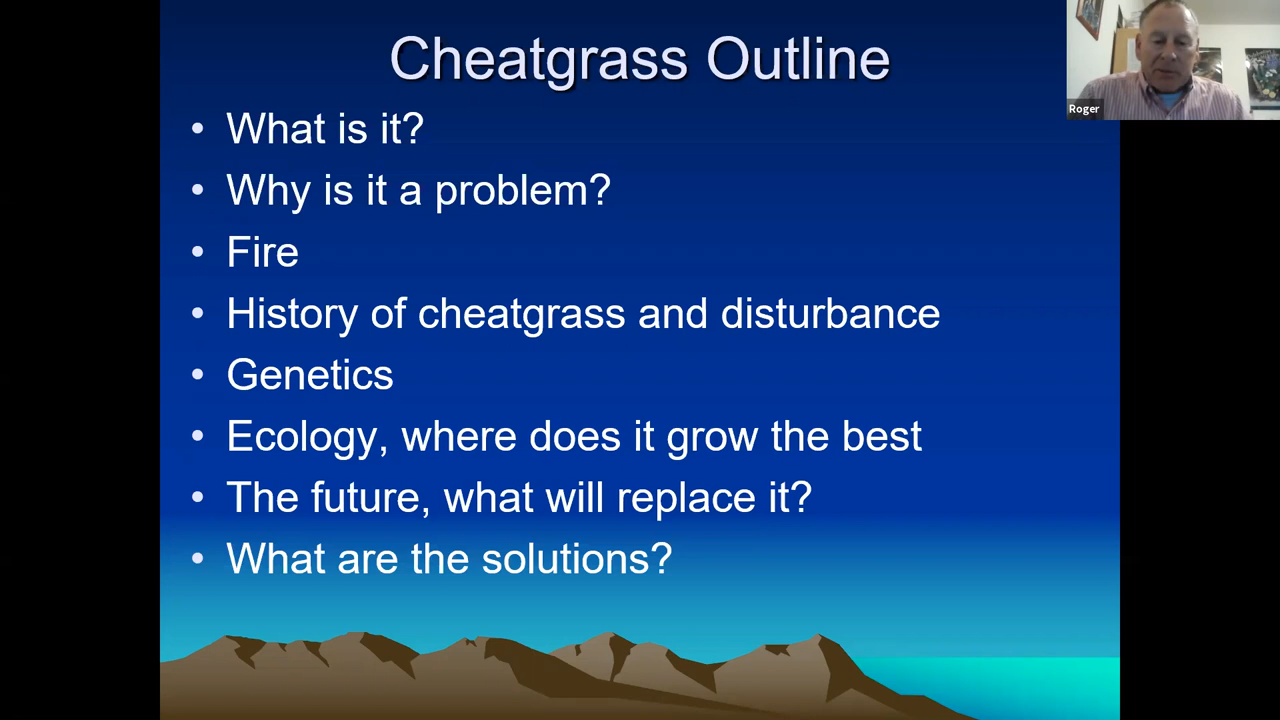 Cheatgrass Outline
• What is it?
• Why is it a problem?
• Fire
• History of cheatgrass and disturbance
• Genetics
• Ecology, where does it grow the best
• The future, what will replace it?
• What are the solutions?
Roger